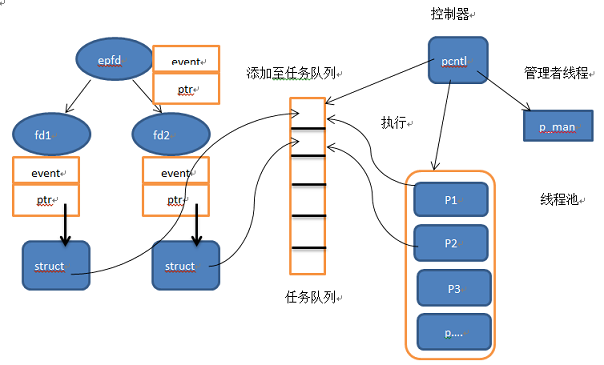 控制器
epfd
event
ptr
添加至任务队列
pcntl
管理者线程
fd1
fd2
执行
p_man
event
ptr
event
ptr
P1
线程池
P2
struct
struct
P3
任务队列
p....